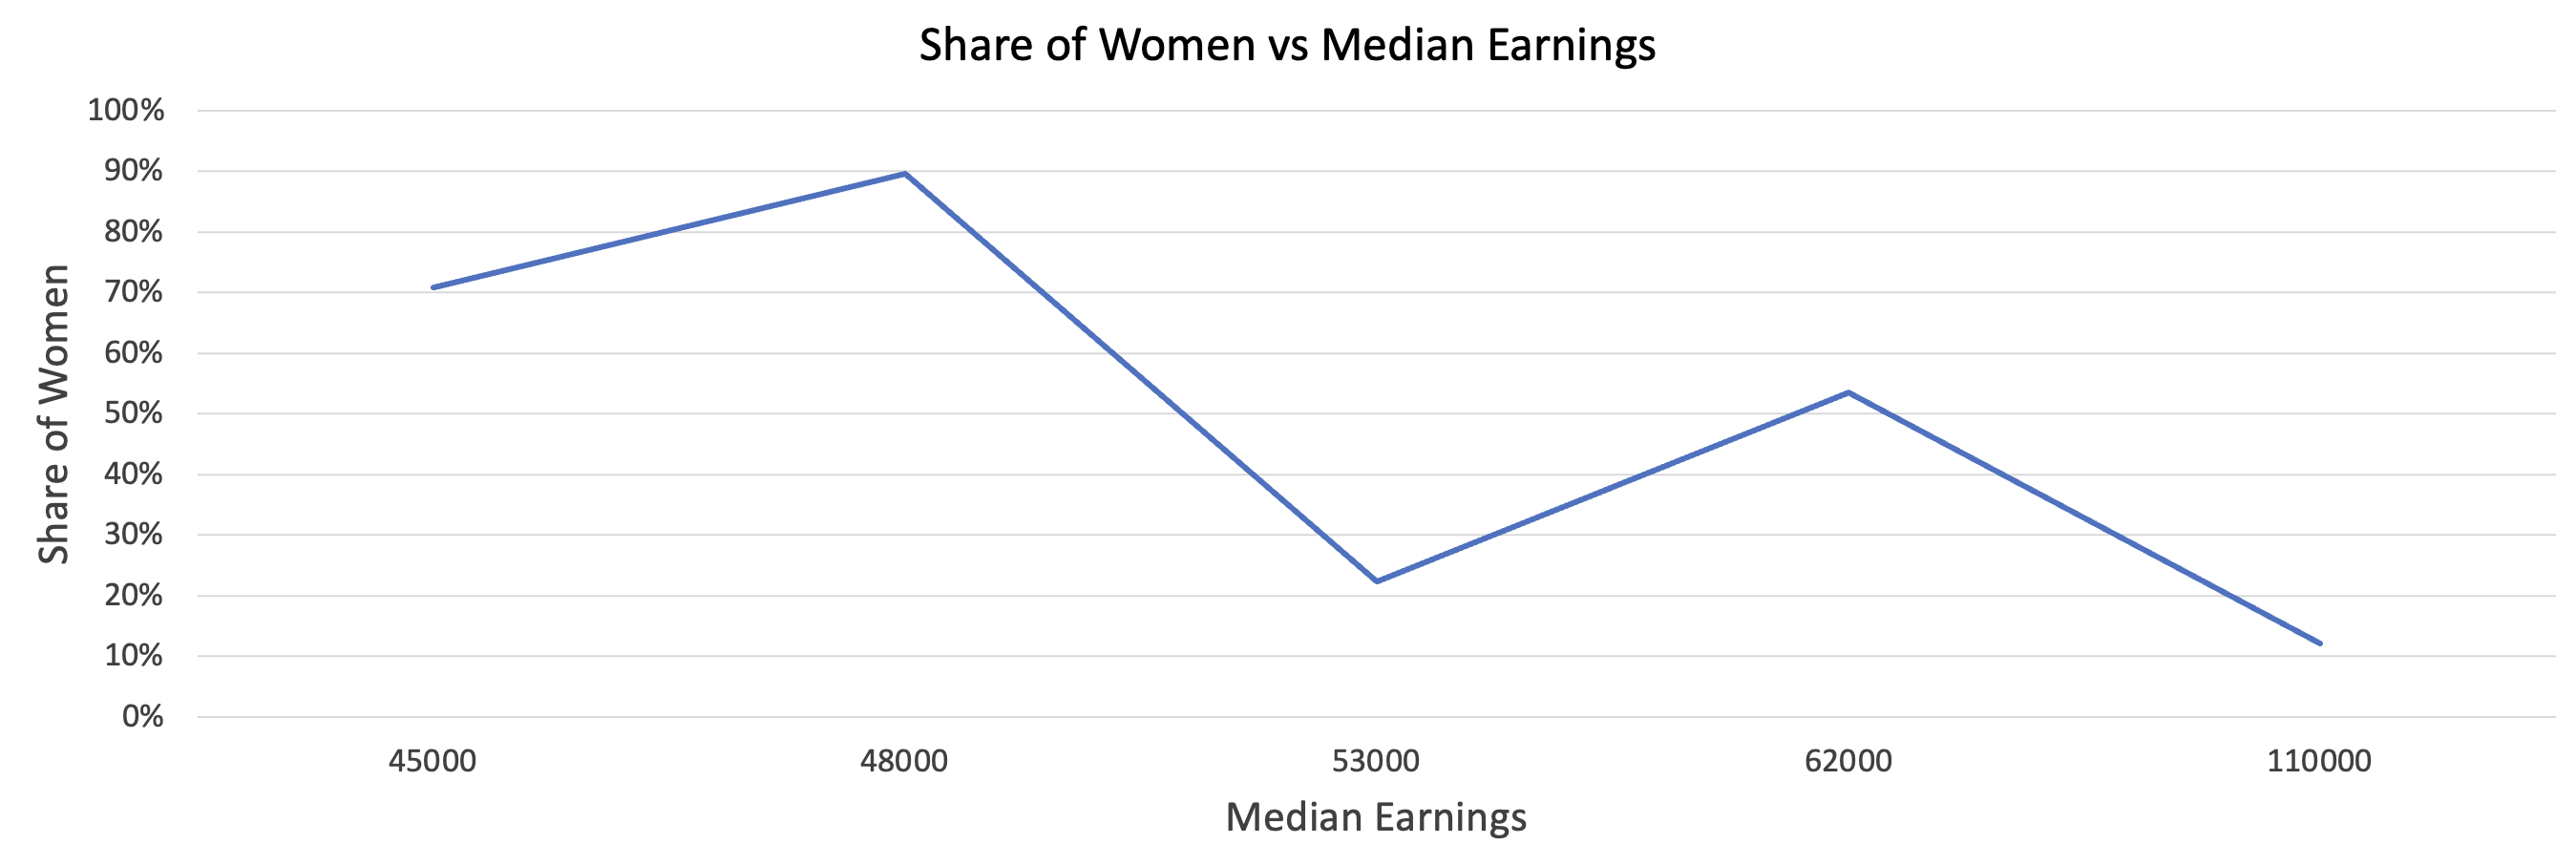 Share of Women vs Median Earnings
100%
90%
80%
70%
60%
50%
40%
30%
20%
10%
0%
Share of Women
45000 48000 53000 62000 110000
Median Earnings